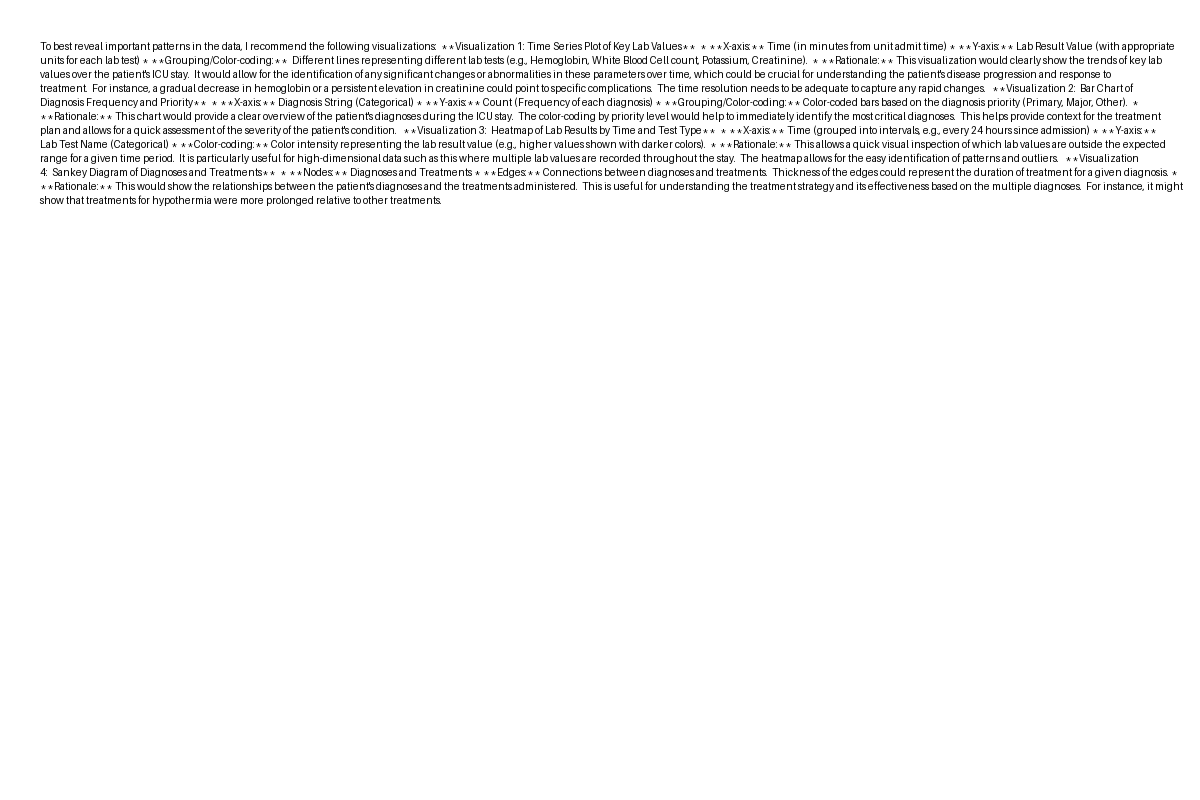 To best reveal important patterns in the data, I recommend the following visualizations:  **Visualization 1: Time Series Plot of Key Lab Values**  * **X-axis:** Time (in minutes from unit admit time) * **Y-axis:** Lab Result Value (with appropriate
units for each lab test) * **Grouping/Color-coding:**  Different lines representing different lab tests (e.g., Hemoglobin, White Blood Cell count, Potassium, Creatinine).  * **Rationale:** This visualization would clearly show the trends of key lab
values over the patient's ICU stay.  It would allow for the identification of any significant changes or abnormalities in these parameters over time, which could be crucial for understanding the patient's disease progression and response to
treatment.  For instance, a gradual decrease in hemoglobin or a persistent elevation in creatinine could point to specific complications.  The time resolution needs to be adequate to capture any rapid changes.   **Visualization 2:  Bar Chart of
Diagnosis Frequency and Priority**  * **X-axis:** Diagnosis String (Categorical) * **Y-axis:** Count (Frequency of each diagnosis) * **Grouping/Color-coding:** Color-coded bars based on the diagnosis priority (Primary, Major, Other).  *
**Rationale:** This chart would provide a clear overview of the patient's diagnoses during the ICU stay.  The color-coding by priority level would help to immediately identify the most critical diagnoses.  This helps provide context for the treatment
plan and allows for a quick assessment of the severity of the patient's condition.   **Visualization 3:  Heatmap of Lab Results by Time and Test Type**  * **X-axis:** Time (grouped into intervals, e.g., every 24 hours since admission) * **Y-axis:**
Lab Test Name (Categorical) * **Color-coding:** Color intensity representing the lab result value (e.g., higher values shown with darker colors).  * **Rationale:** This allows a quick visual inspection of which lab values are outside the expected
range for a given time period.  It is particularly useful for high-dimensional data such as this where multiple lab values are recorded throughout the stay.  The heatmap allows for the easy identification of patterns and outliers.   **Visualization
4:  Sankey Diagram of Diagnoses and Treatments**  * **Nodes:** Diagnoses and Treatments * **Edges:** Connections between diagnoses and treatments.  Thickness of the edges could represent the duration of treatment for a given diagnosis. *
**Rationale:** This would show the relationships between the patient's diagnoses and the treatments administered.  This is useful for understanding the treatment strategy and its effectiveness based on the multiple diagnoses.  For instance, it might
show that treatments for hypothermia were more prolonged relative to other treatments.